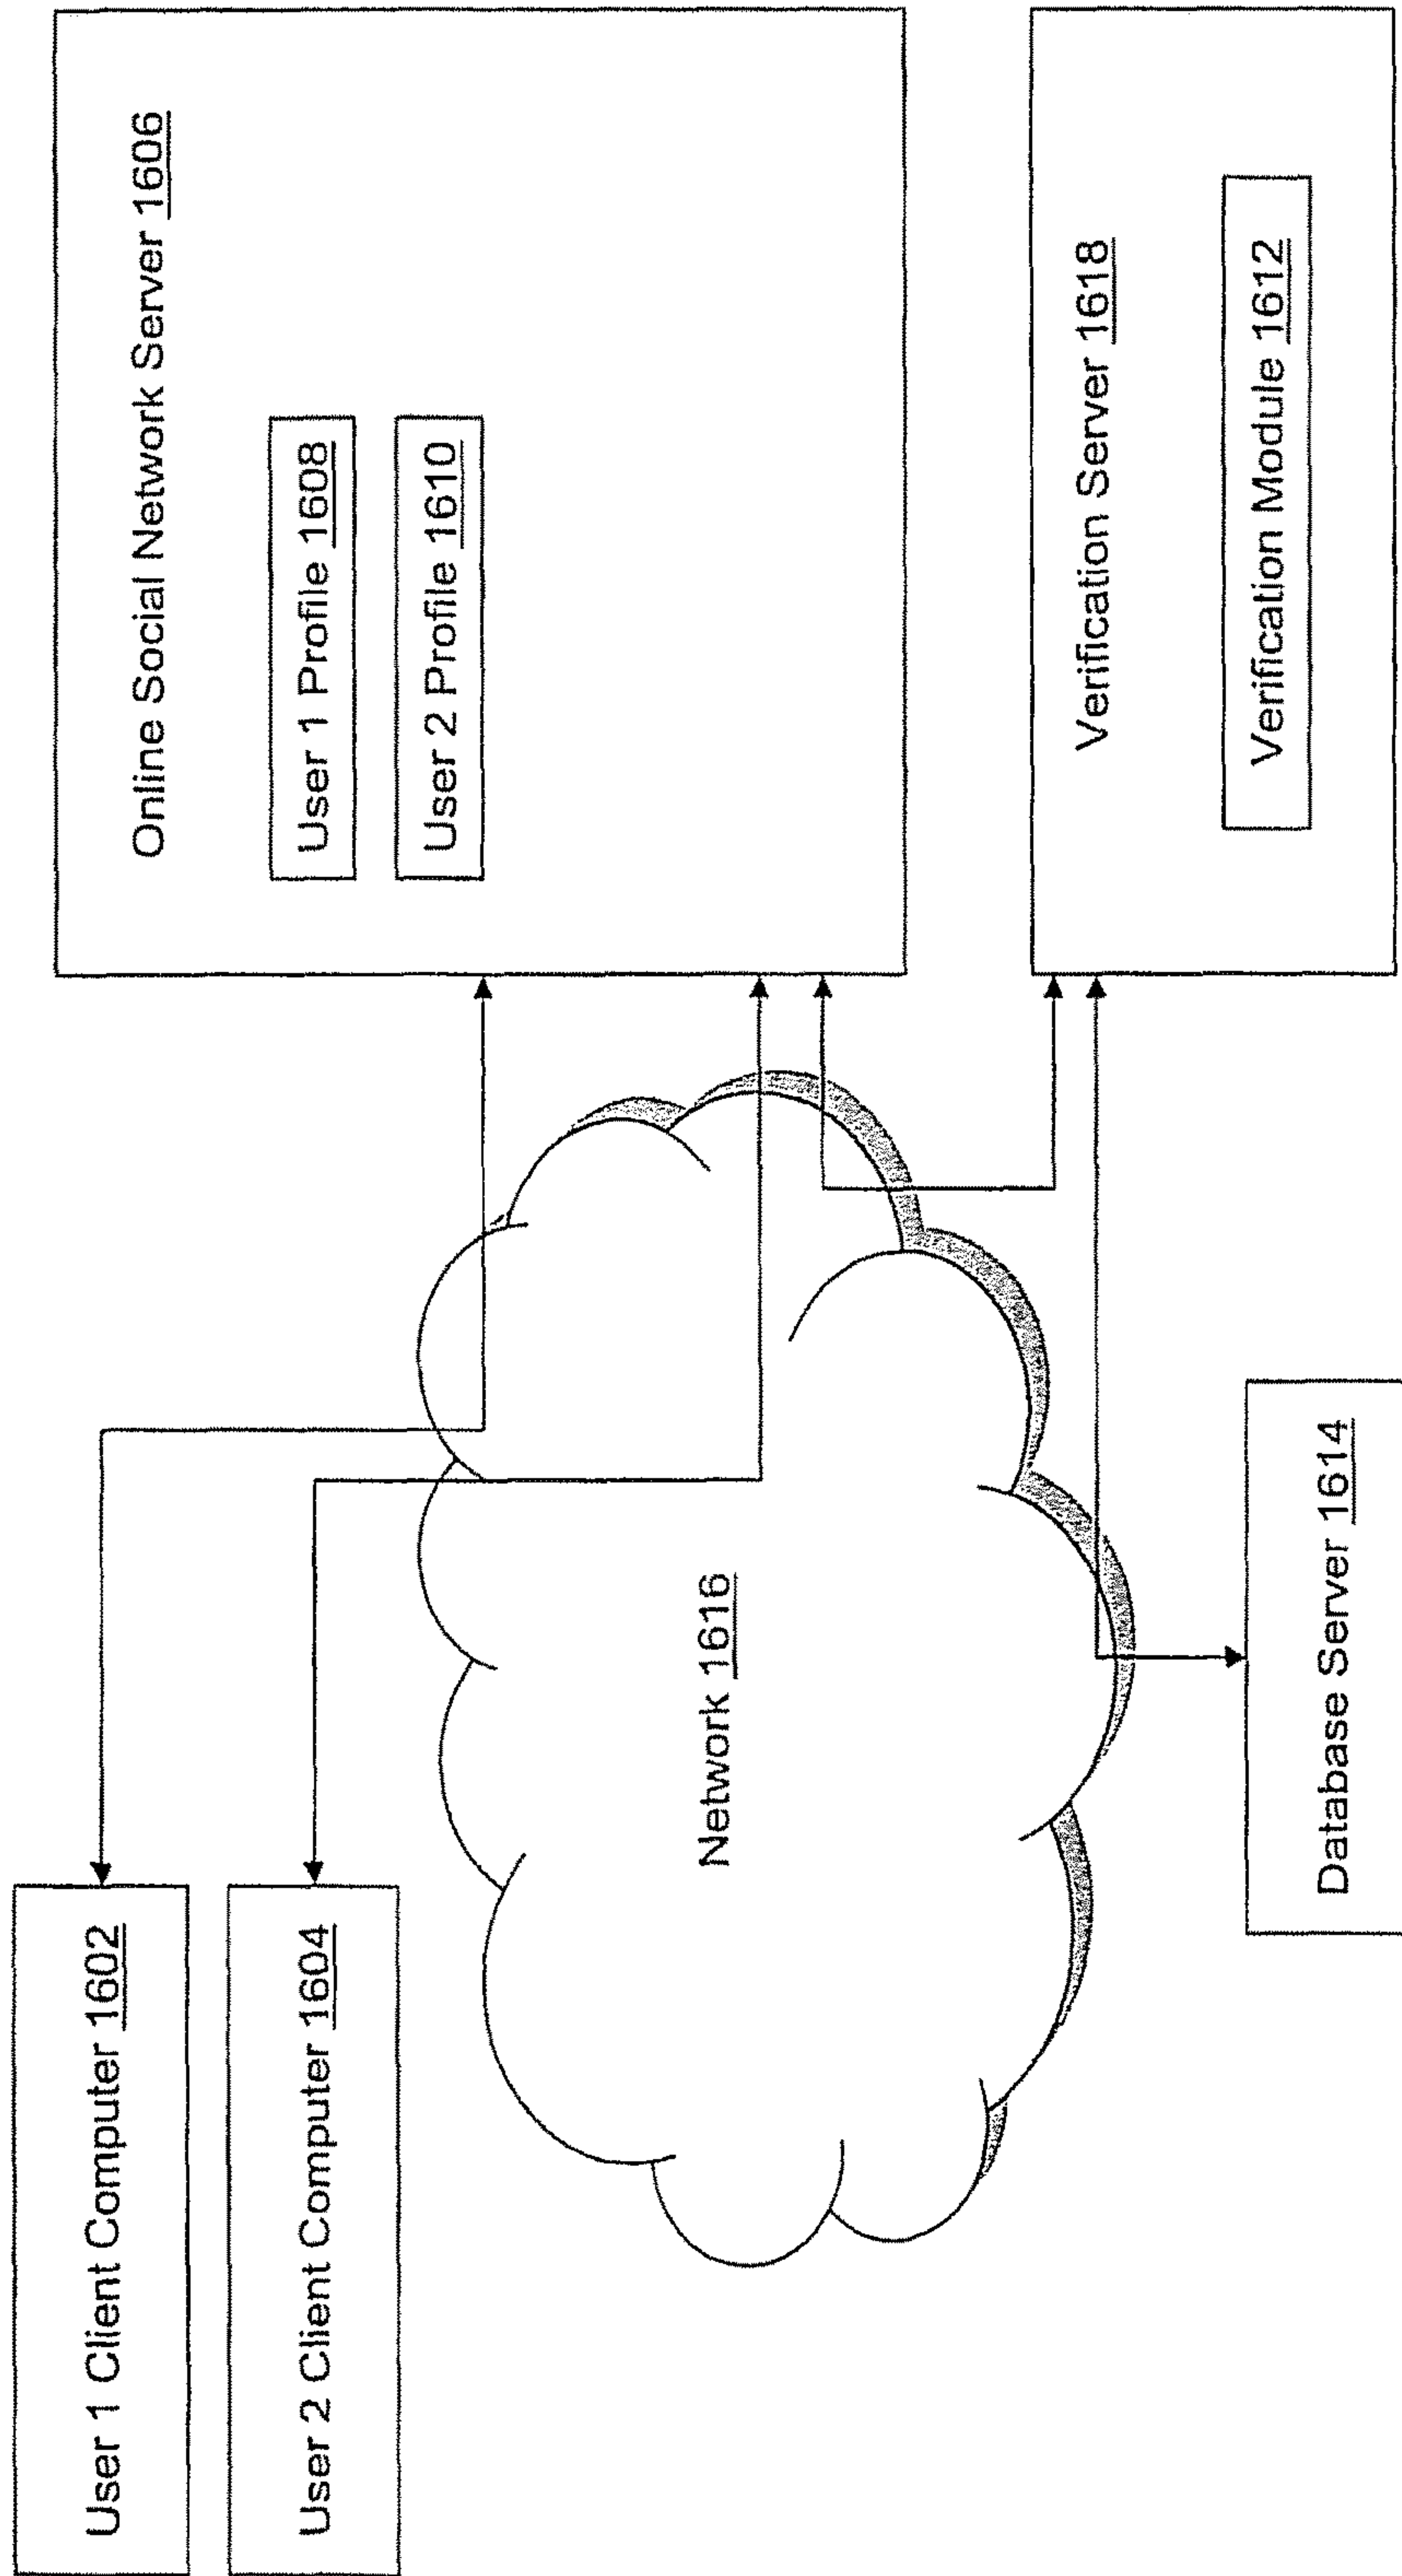 User 1 Client Computer 1602
User 2 Client Computer 1604
Network 1616
Database Server 1614
Online Social Network Server 1606
User 1 Profile 1608
User 2 Profile 1610
Verification Server 1618
Verification Module 1612